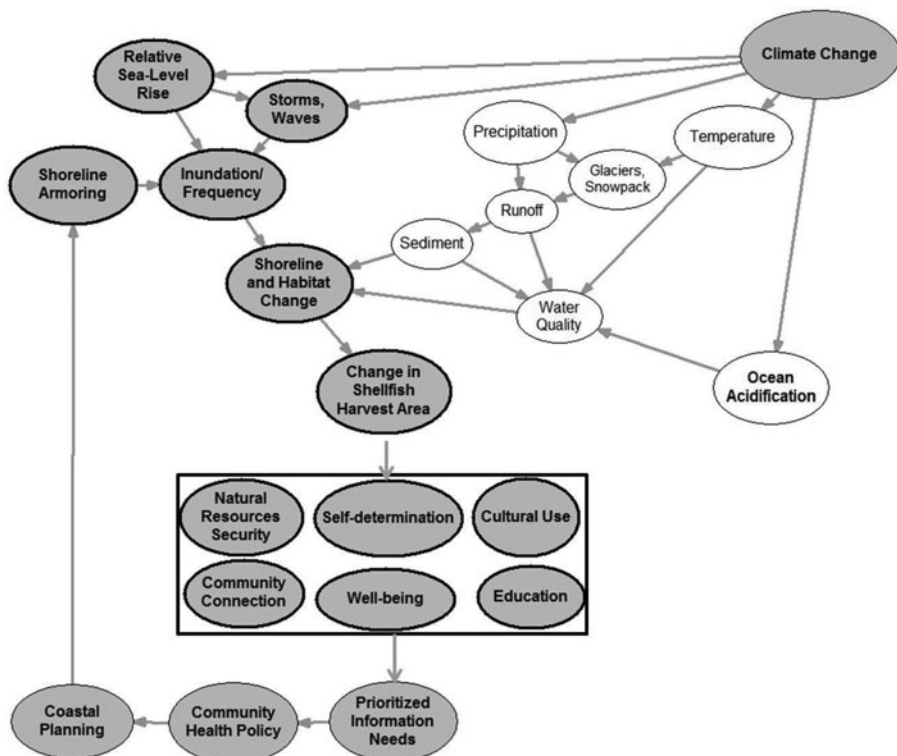 Climate Change
Relative
Sea-Level
Rise
Storms,
Waves
Precipitation
Temperature
Shoreline
Armoring
Inundation/
Frequency
Glaciers,
Snowpack
Runoff
Sediment
Shoreline
and Habitat
Change
Water
Quality
Change in
Shellfish
Harvest Area
Ocean
Acidification
Natural
Resources
Security
Self-determination
Cultural Use
Community
Connection
Well-being
Education
Coastal
Planning
Community
Health Policy
Prioritized
Information
Needs